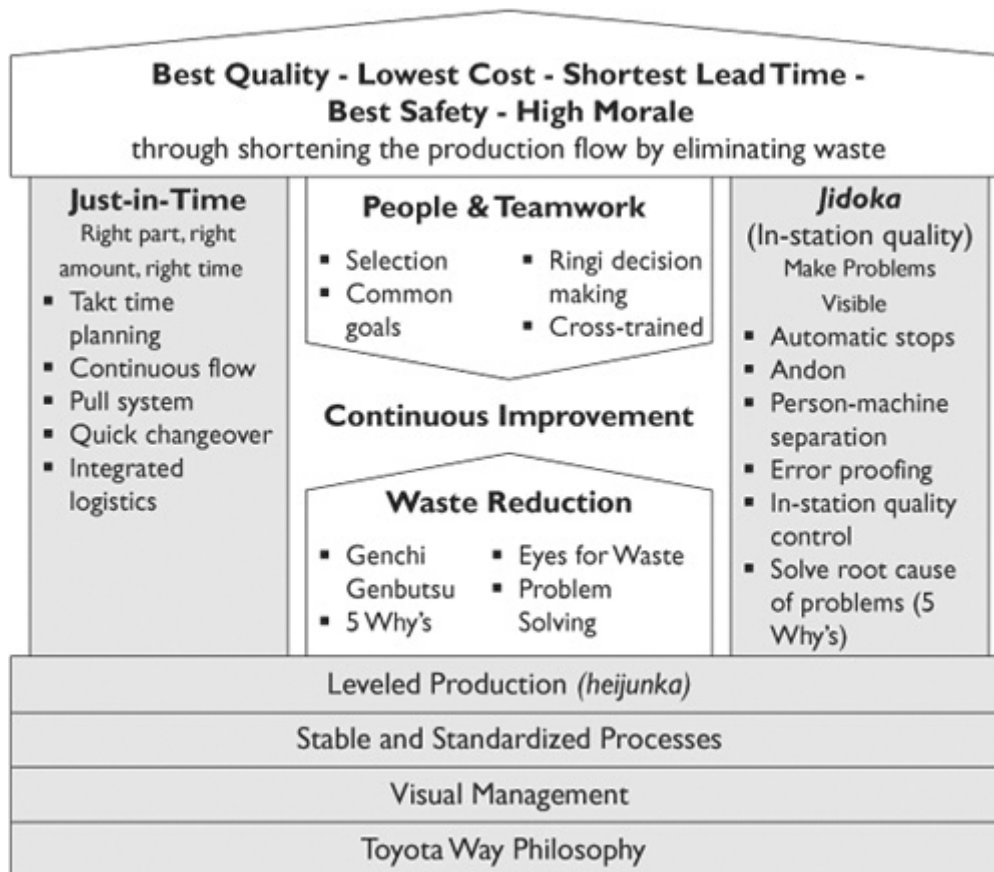 Best Quality - Lowest Cost - Shortest Lead Time -
Best Safety - High Morale
through shortening the production flow by eliminating waste
Just-in-Time
Right part, right
amount, right time
▪ Takt time
planning
▪ Continuous flow
▪ Pull system
▪ Quick changeover
▪ Integrated
logistics
People & Teamwork
▪ Selection
▪ Common
goals
▪ Ringi decision
making
▪ Cross-trained
Continuous Improvement
Waste Reduction
▪ Genchi
Genbutsu
▪ 5 Why's
▪ Eyes for Waste
▪ Problem
Solving
Jidoka
(In-station quality)
Make Problems
Visible
▪ Automatic stops
▪ Andon
▪ Person-machine
separation
▪ Error proofing
▪ In-station quality
control
▪ Solve root cause
of problems (5
Why's)
Leveled Production (heijunka)
Stable and Standardized Processes
Visual Management
Toyota Way Philosophy